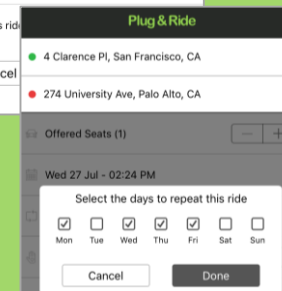 Plug & Ride
s rid
4 Clarence Pl, San Francisco, CA
cel
274 University Ave, Palo Alto, CA
Offered Seats (1)
Wed 27 Jul - 02:24 PM
Select the days to repeat this ride
Mon Tue Wed Thu Fri Sat Sun
Cancel Done